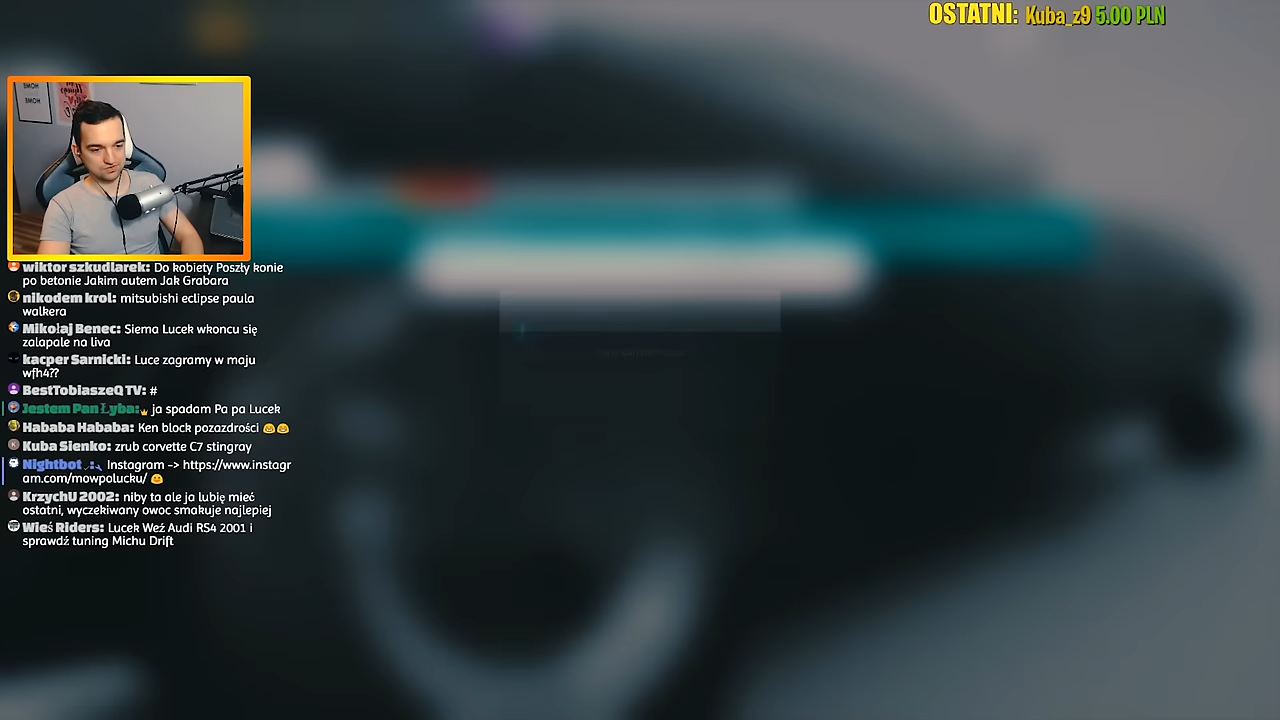 OSTATNI: Kuba_z9 5.00 PLN
HOME
HOME
wiktor szkudlarek: Do kobiety Poszły konie
po betonie Jakim autem Jak Grabara
nikodem krol: mitsubishi eclipse paula
walkera
Mikołaj Benec: Siema Lucek wkoncu się
zalapale na liva
kacper Sarnicki: Luce zagramy w maju
wfh4??
BestTobiaszeQ TV: #
Jestem Pan Łyba: ja spadam Pa pa Lucek
Hababa Hababa: Ken block pozazdrości
Kuba Sienko: zrub corvette C7 stingray
Nightbot : Instagram -> https://www.instagr
am.com/mowpolucku/
KrzychU 2002: niby ta ale ja lubię mieć
ostatni, wyczekiwany owoc smakuje najlepiej
Wieś Riders: Lucek Weź Audi RS4 2001 i
sprawdź tuning Michu Drift